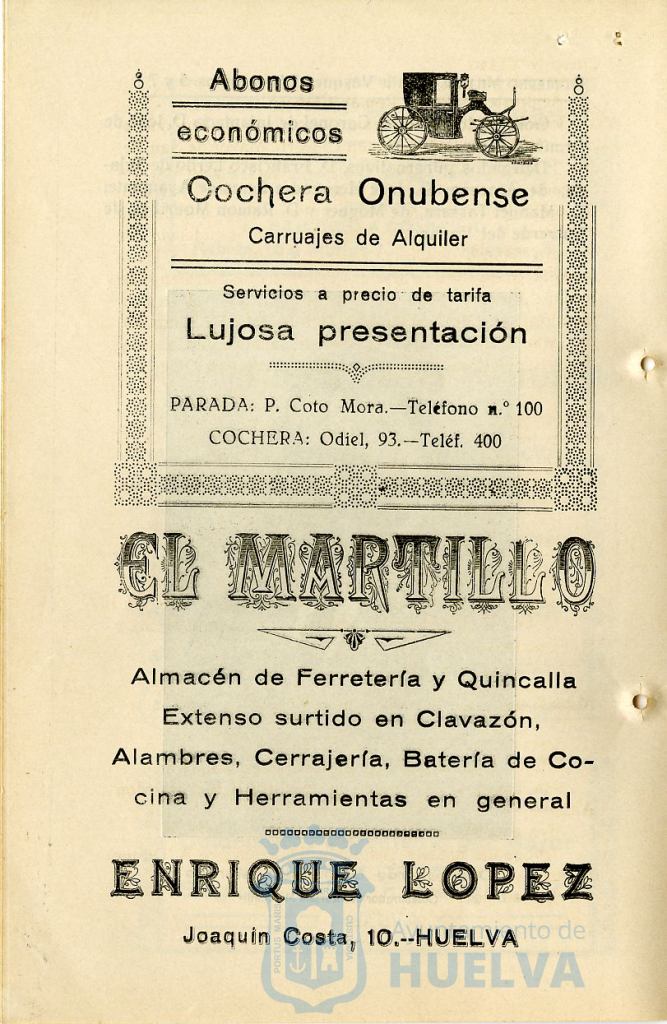 Abonos
económicos
Cochera Onubense
Carruajes de Alquiler
Servicios a precio de tarifa
Lujosa presentación
PARADA: P. Coto Mora.—Teléfono n.º 100
COCHERA: Odiel, 93.—Teléf. 400
EL MARTILLO
Almacén de Ferretería y Quincalla
Extenso surtido en Clavazón,
Alambres, Cerrajería, Batería de Co-
cina y Herramientas en general
ENRIQUE LOPEZ
Joaquín Costa, 10.--HUELVA
Ayuntamiento de
HUELVA
PORTUS MARIS